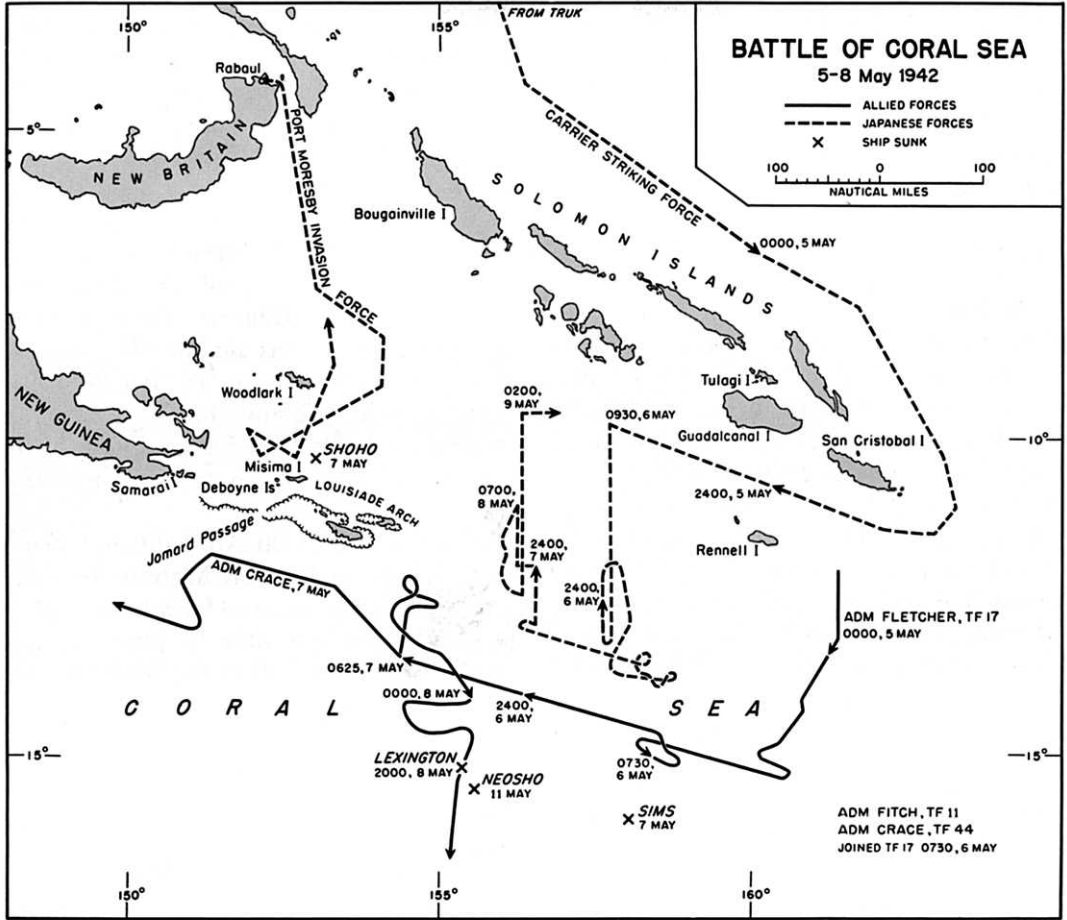 150°
155°
FROM TRUK
BATTLE OF CORAL SEA
5-8 May 1942
ALLIED FORCES
JAPANESE FORCES
SHIP SUNK
100 0 100
NAUTICAL MILES
Rabaul
5°
NEW BRITAIN
PORT MORESBY INVASION FORCE
CARRIER STRIKING FORCE
SOLOMON ISLANDS
Bougainville I
0000, 5 MAY
Woodlark I
NEW GUINEA
Samarai I
Misima I
Deboyne Is
SHOHO
7 MAY
LOUISIADE ARCH
Jomard Passage
0200,
9 MAY
0930, 6 MAY
Tulagi I
Guadalcanal I
San Cristobal I
10°
2400, 5 MAY
Rennell I
0700,
8 MAY
2400,
7 MAY
2400,
6 MAY
ADM CRACE, 7 MAY
ADM FLETCHER, TF 17
0000, 5 MAY
0625, 7 MAY
0000, 8 MAY
2400,
6 MAY
CORAL SEA
15°
15°
0730,
6 MAY
LEXINGTON
2000, 8 MAY
NEOSHO
11 MAY
SIMS
7 MAY
ADM FITCH, TF 11
ADM CRACE, TF 44
JOINED TF 17 0730, 6 MAY
150°
155°
160°